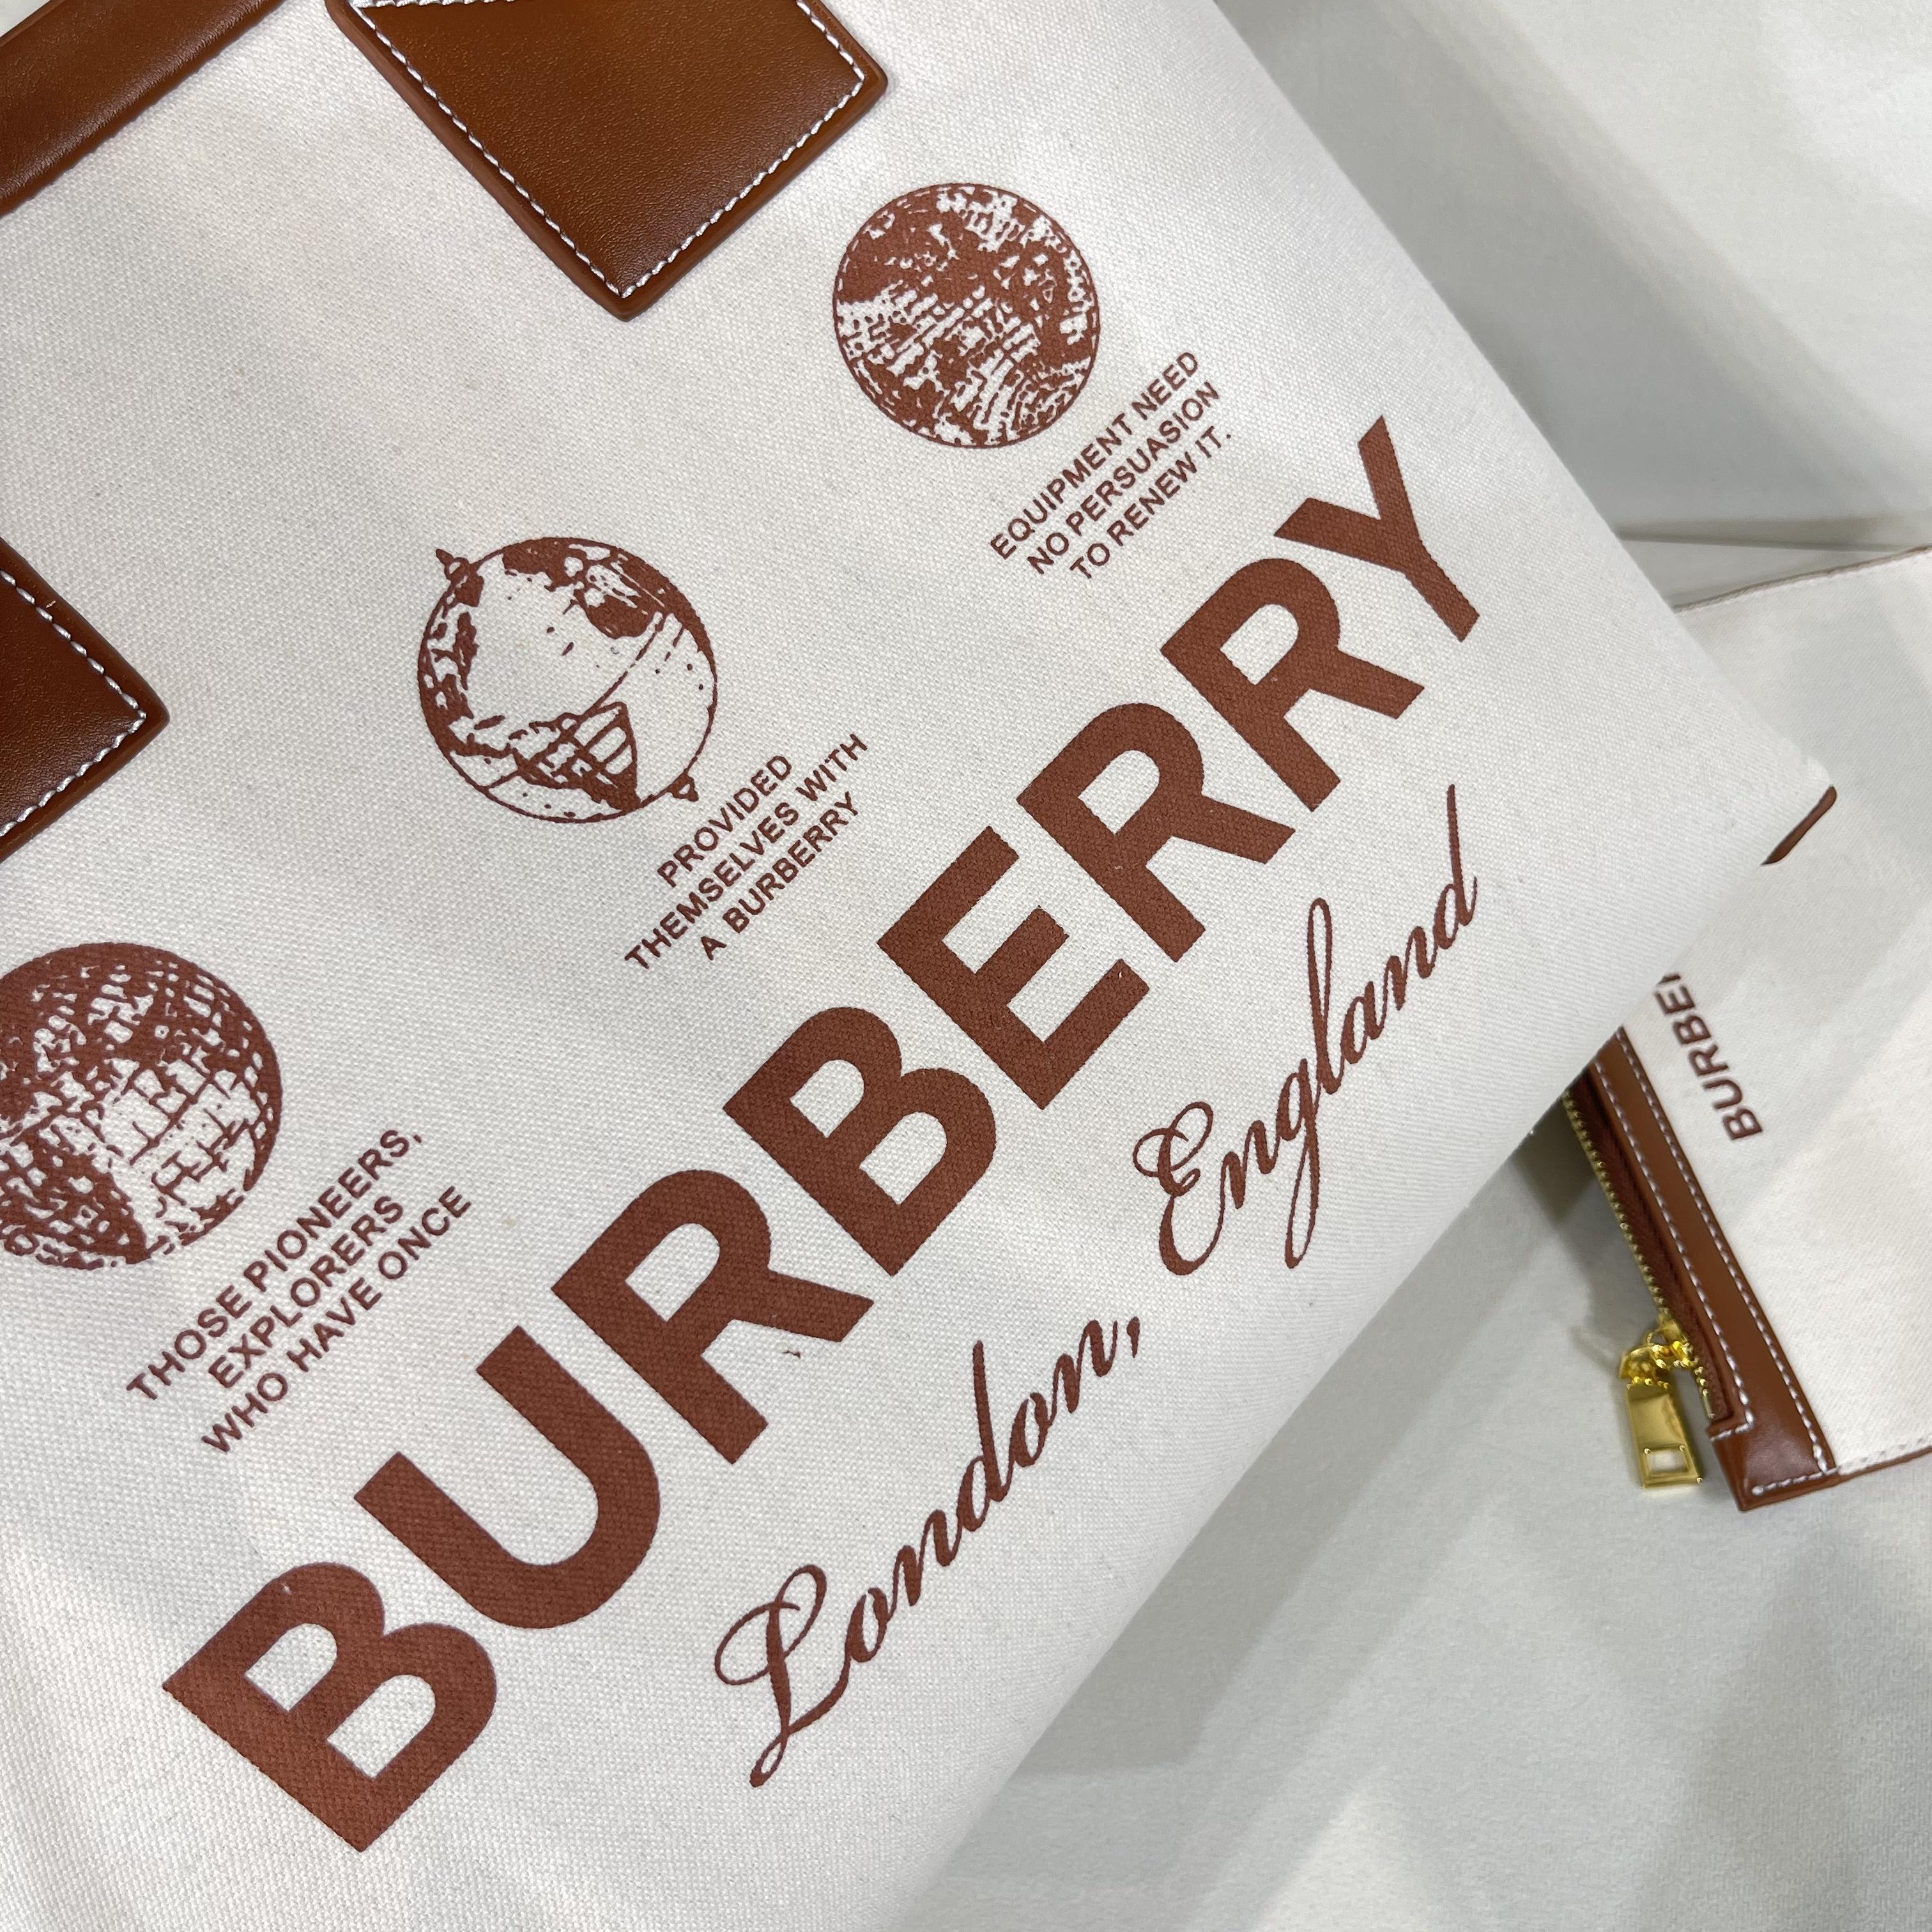 THOSE PIONEERS,
EXPLORERS
WHO HAVE ONCE
PROVIDED
THEMSELVES WITH
A BURBERRY
EQUIPMENT NEED
NO PERSUASION
TO RENEW IT.
BURBERRY
London, England
BURBE